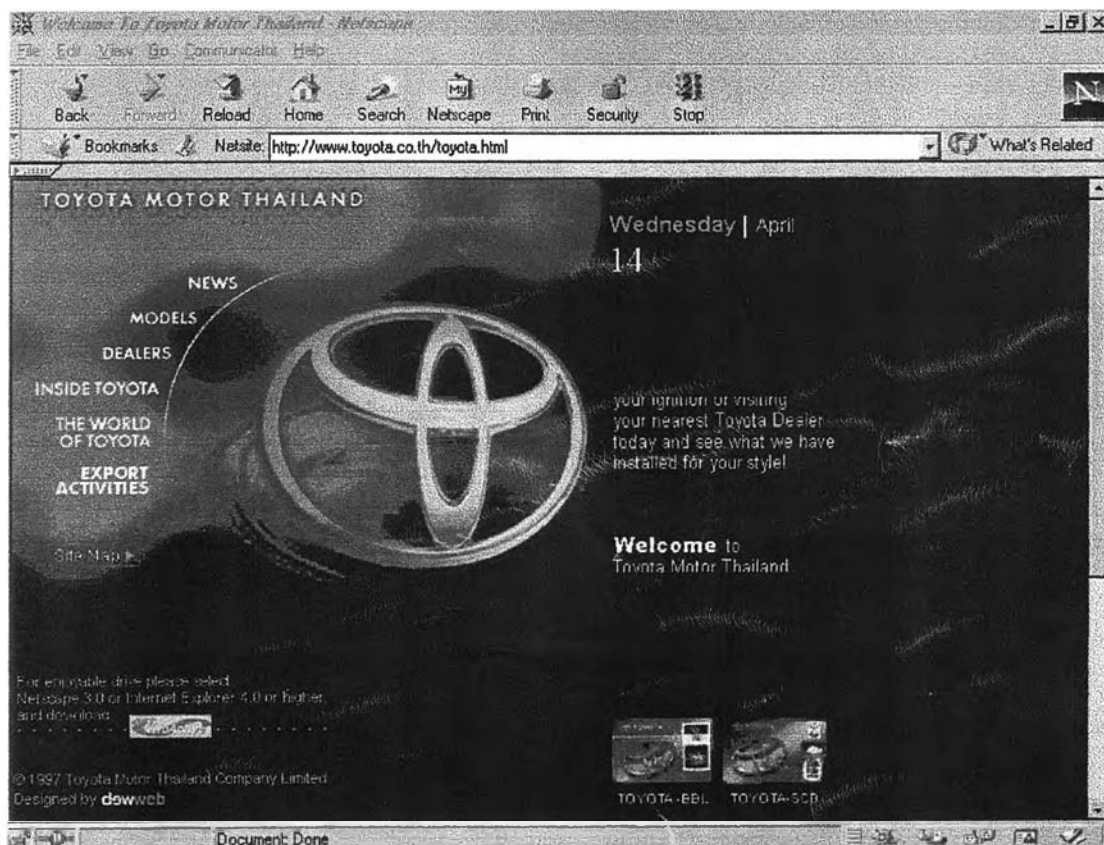 Welcome To Toyota Motor Thailand - Netscape
File Edit View Go Communicator Help
Back Forward Reload Home Search Netscape Print Security Stop
Bookmarks Netsite: http://www.toyota.co.th/toyota.html What's Related
TOYOTA MOTOR THAILAND
Wednesday | April
14
NEWS
MODELS
DEALERS
INSIDE TOYOTA
THE WORLD
OF TOYOTA
EXPORT
ACTIVITIES
Site Map
your ignition or visiting
your nearest Toyota Dealer
today and see what we have
installed for your style!
Welcome to
Toyota Motor Thailand
For enjoyable drive please select
Netscape 3.0 or Internet Explorer 4.0 or higher
and download
© 1997 Toyota Motor Thailand Company Limited
Designed by dewweb
TOYOTA-BBL TOYOTA-SCB
Document: Done